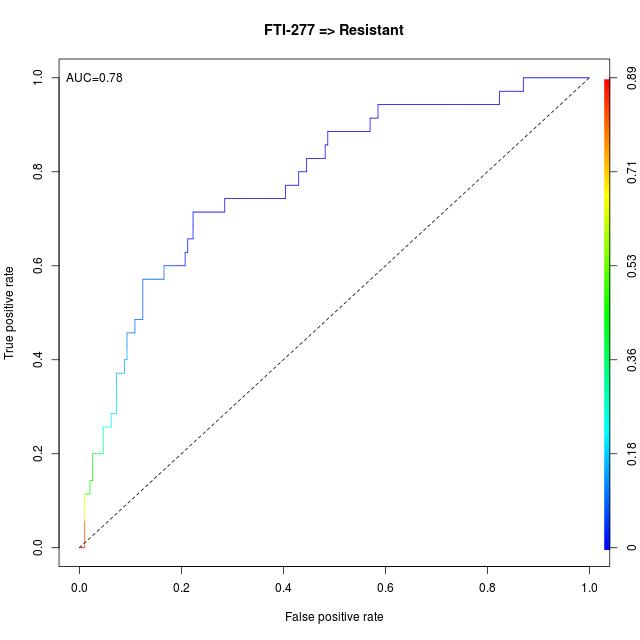 FTI-277 => Resistant
AUC=0.78
1.0
0.8
0.6
0.4
0.2
0.0
True positive rate
0.0 0.2 0.4 0.6 0.8 1.0
False positive rate
0.89
0.71
0.53
0.36
0.18
0